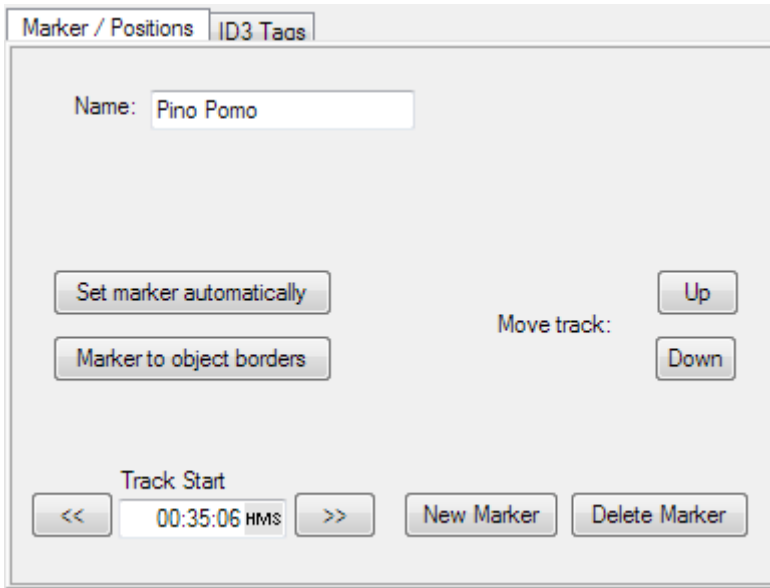 Marker / Positions ID3 Tags
Name: Pino Pomo
Set marker automatically
Up
Move track:
Marker to object borders
Down
Track Start
<< 00:35:06 HMS >> New Marker Delete Marker